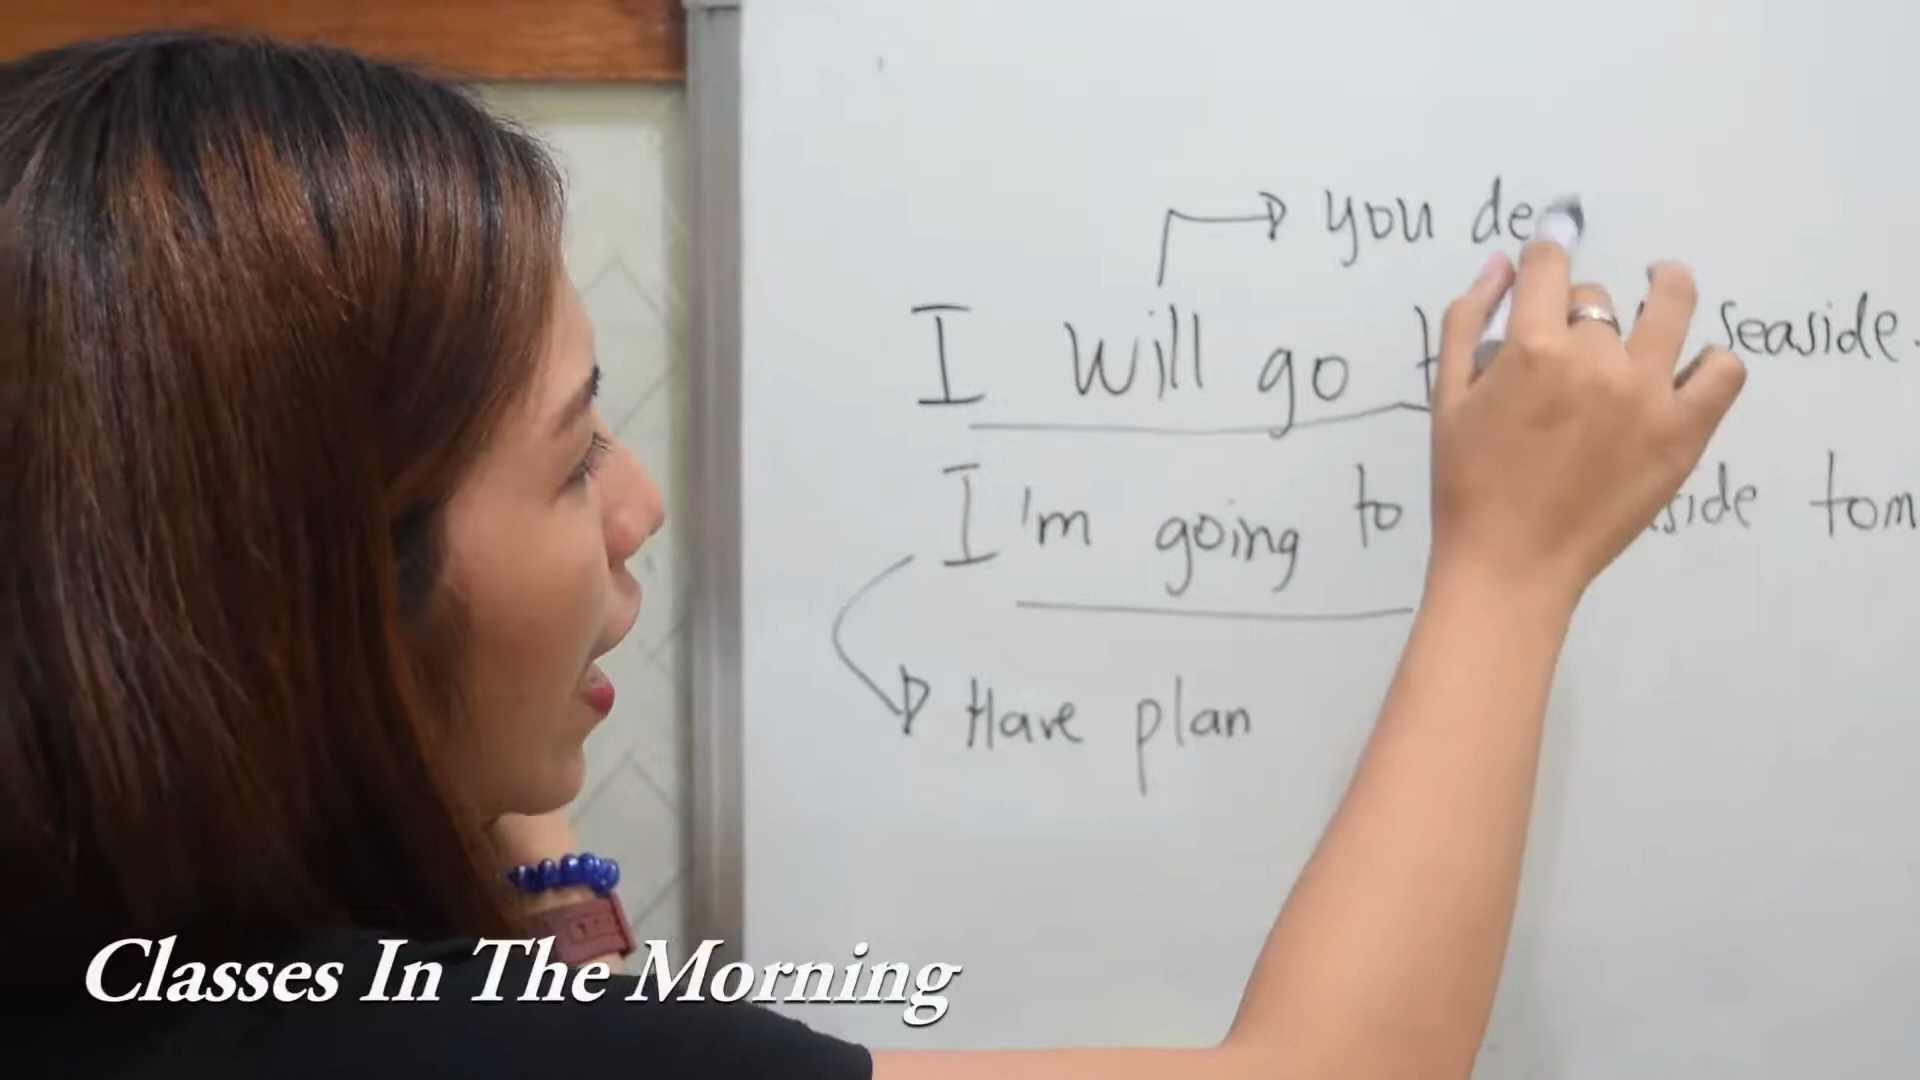 you de
I will go seaside.
I'm going to side tom
Have plan
Classes In The Morning